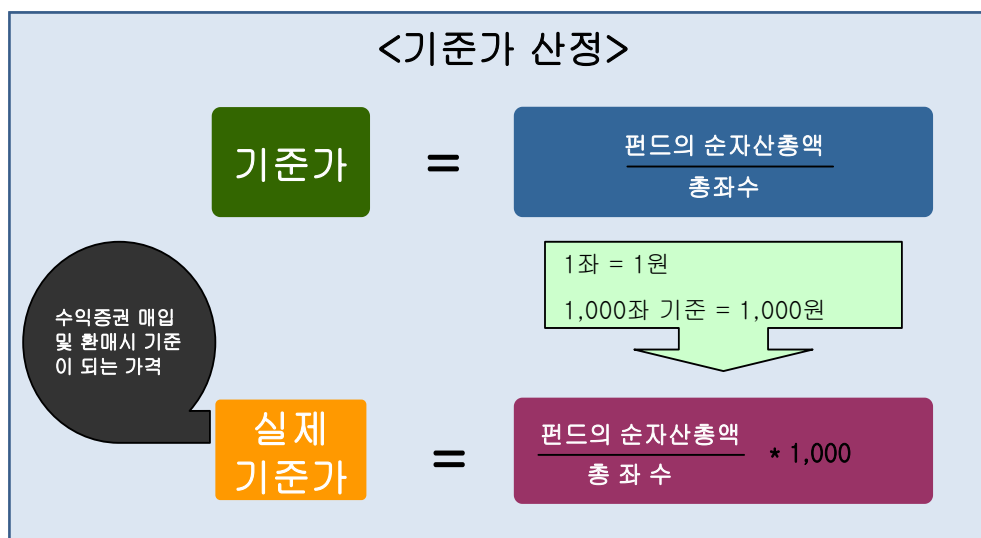 <기준가 산정>
기준가
=
펀드의 순자산총액
총좌수
1좌 = 1원
1,000좌 기준 = 1,000원
수익증권 매입
및 환매시 기준
이 되는 가격
실제
기준가
=
펀드의 순자산총액
총 좌 수
* 1,000